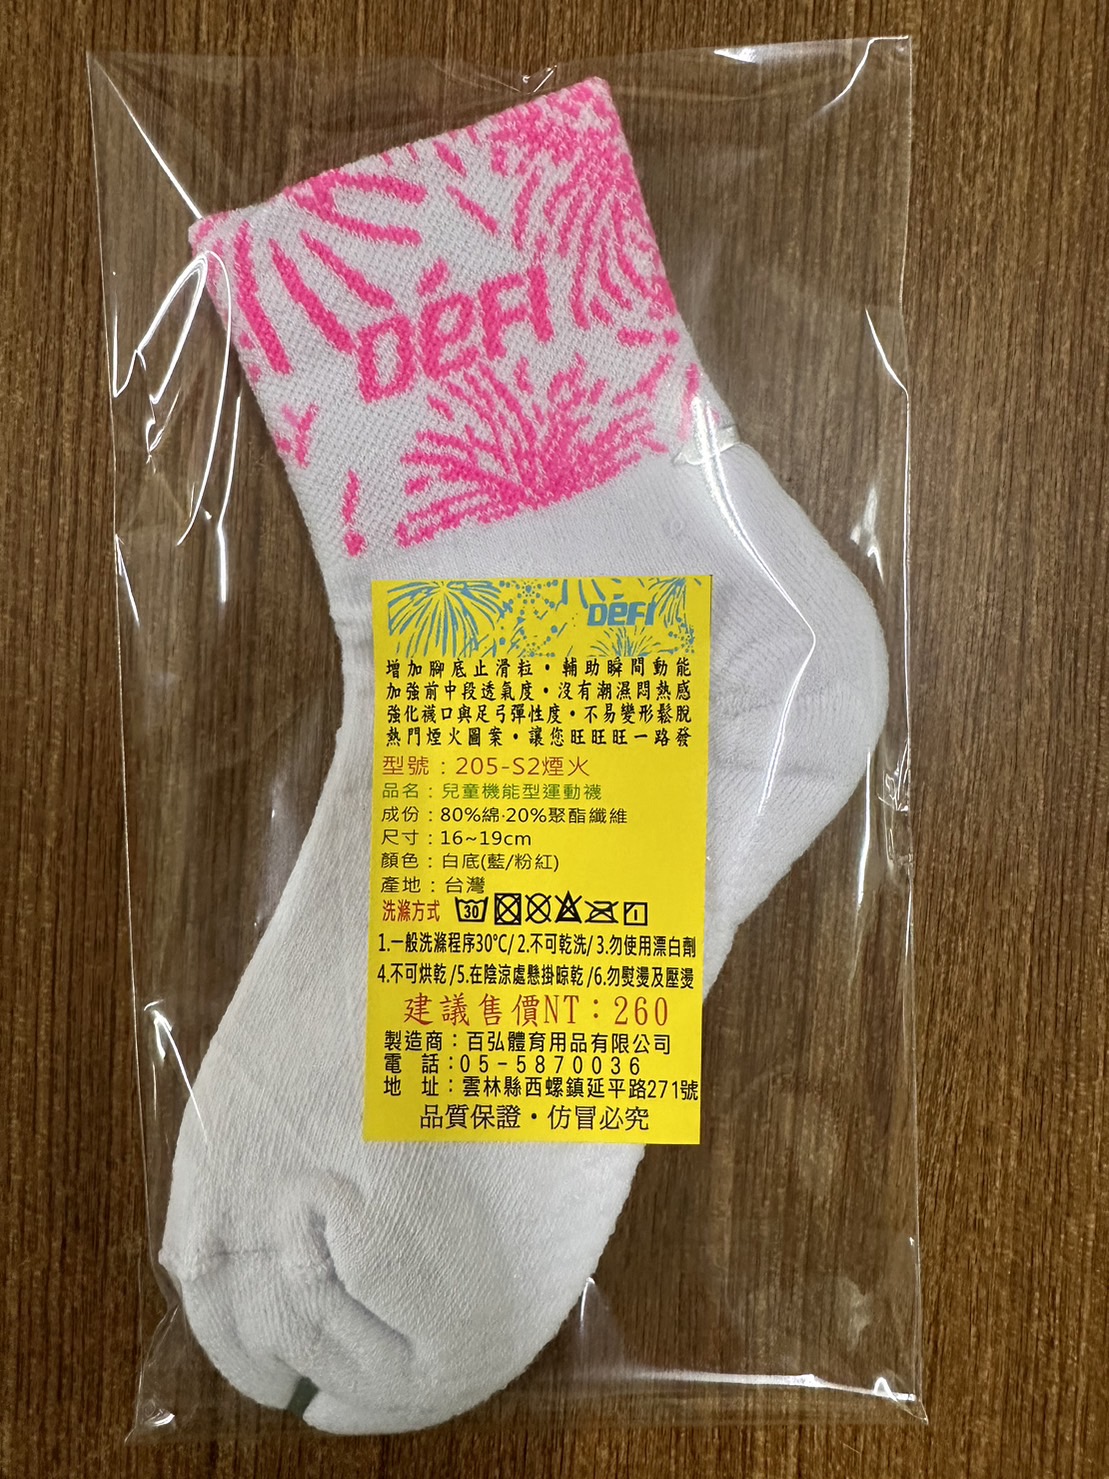 DéFI
DéFI
增加腳底止滑粒・輔助瞬間動能
加強前中段透氣度・沒有潮濕悶熱感
強化襪口與足弓彈性度・不易變形鬆脫
熱門煙火圖案・讓您旺旺旺一路發
型號：205-S2煙火
品名：兒童機能型運動襪
成份：80%綿·20%聚酯纖維
尺寸：16~19cm
顏色：白底(藍/粉紅)
產地：台灣
洗滌方式 30
1.一般洗滌程序30°C/ 2.不可乾洗/ 3.勿使用漂白劑
4.不可烘乾 /5.在陰涼處懸掛晾乾 /6.勿熨燙及壓燙
建議售價NT：260
製造商：百弘體育用品有限公司
電 話：05-5870036
地 址：雲林縣西螺鎮延平路271號
品質保證・仿冒必究